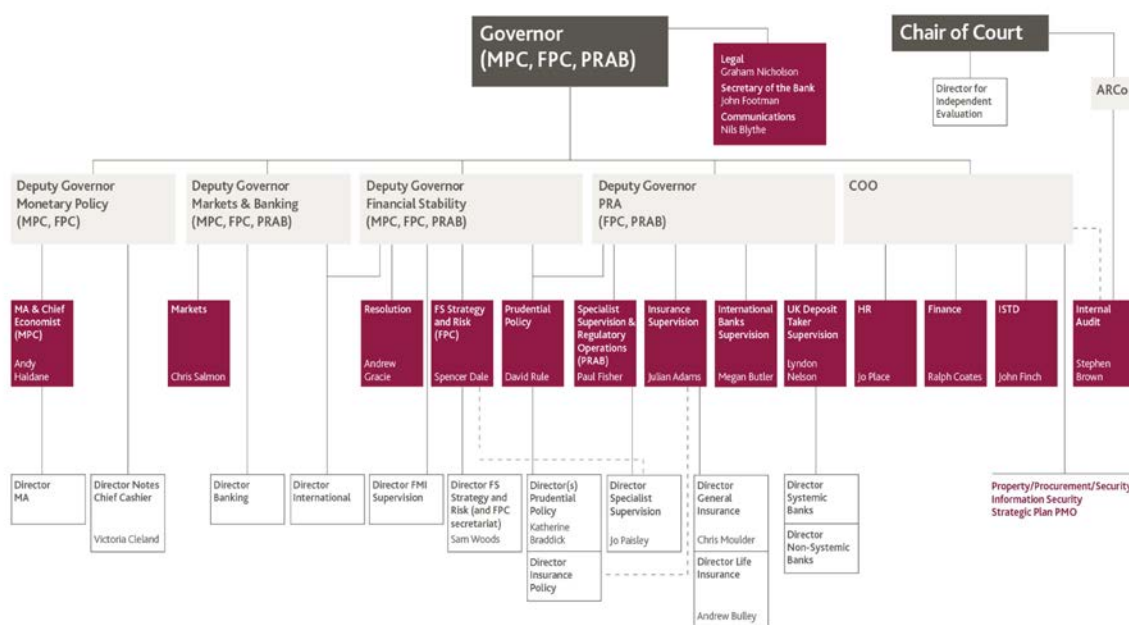 Governor
(MPC, FPC, PRAB)
Chair of Court
Legal
Graham Nicholson
Secretary of the Bank
John Footman
Communications
Nils Blythe
Director for
Independent
Evaluation
ARCo
Deputy Governor
Monetary Policy
(MPC, FPC)
Deputy Governor
Markets & Banking
(MPC, FPC, PRAB)
Deputy Governor
Financial Stability
(MPC, FPC, PRAB)
Deputy Governor
PRA
(FPC, PRAB)
COO
MA & Chief
Economist
(MPC)
Andy
Haldane
Markets
Chris Salmon
Resolution
Andrew
Gracie
FS Strategy
and Risk
(FPC)
Spencer Dale
Prudential
Policy
David Rule
Specialist
Supervision &
Regulatory
Operations
(PRAB)
Paul Fisher
Insurance
Supervision
Julian Adams
International
Banks
Supervision
Megan Butler
UK Deposit
Taker
Supervision
Lyndon
Nelson
HR
Jo Place
Finance
Ralph Coates
ISTD
John Finch
Internal
Audit
Stephen
Brown
Director
MA
Director Notes
Chief Cashier
Victoria Cleland
Director
Banking
Director
International
Director FMI
Supervision
Director FS
Strategy and
Risk (and FPC
secretariat)
Sam Woods
Director(s)
Prudential
Policy
Katherine
Braddick
Director
Insurance
Policy
Director
Specialist
Supervision
Jo Paisley
Director
General
Insurance
Chris Moulder
Director Life
Insurance
Andrew Bulley
Director
Systemic
Banks
Director
Non-Systemic
Banks
Property/Procurement/Security
Information Security
Strategic Plan PMO